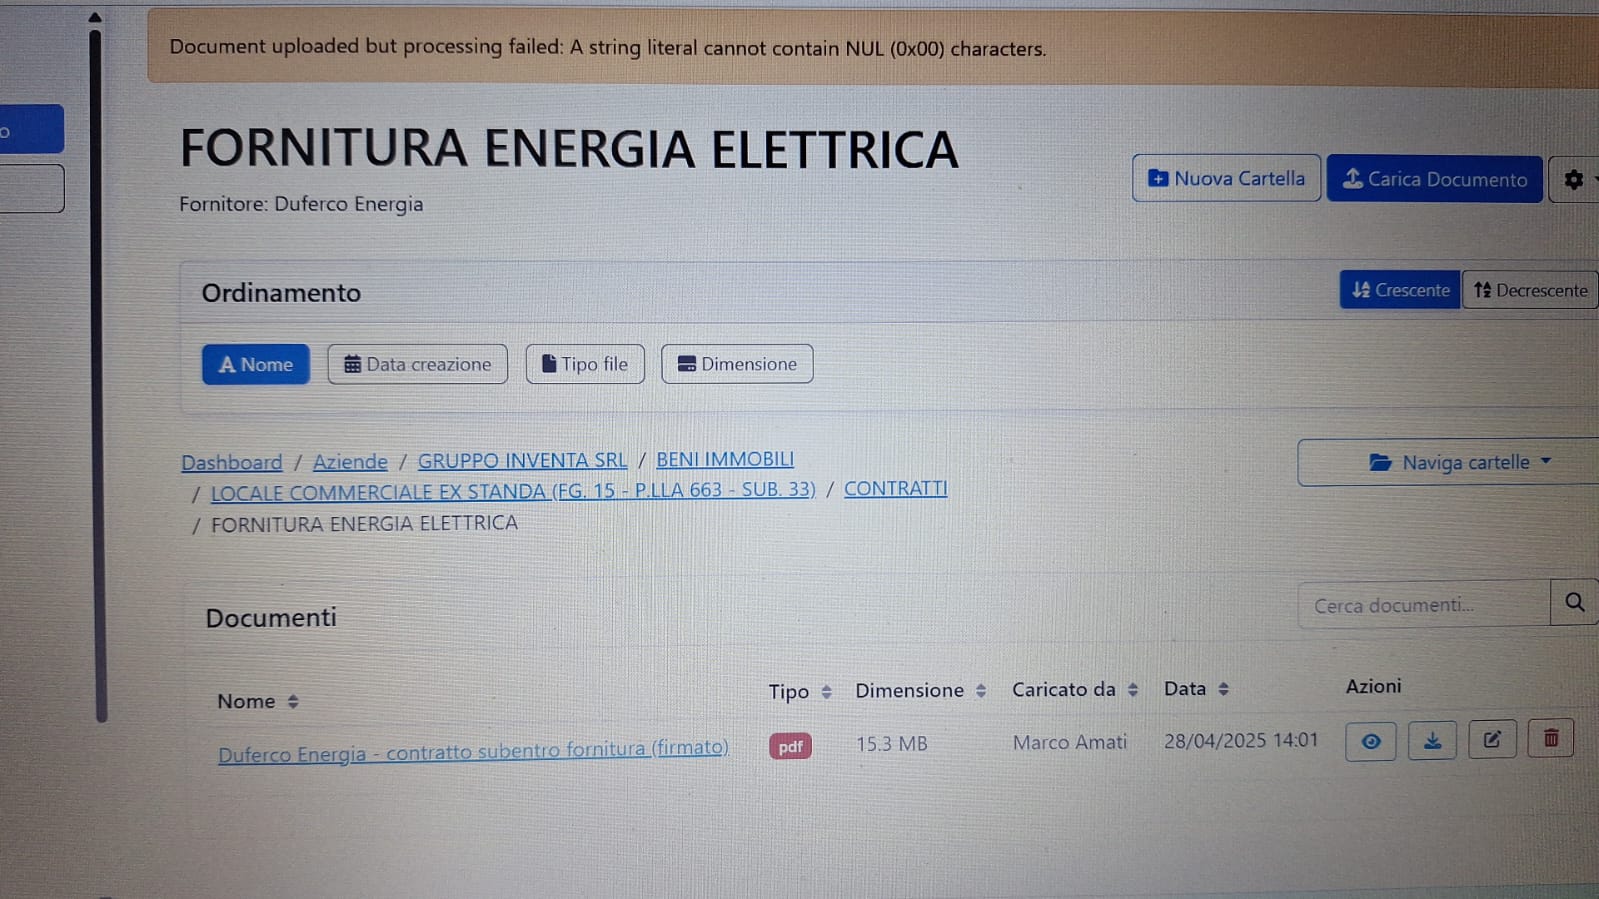 Document uploaded but processing failed: A string literal cannot contain NUL (0x00) characters.
o
FORNITURA ENERGIA ELETTRICA
Nuova Cartella
Carica Documento
Fornitore: Duferco Energia
Ordinamento
Crescente
Decrescente
Nome
Data creazione
Tipo file
Dimensione
Dashboard / Aziende / GRUPPO INVENTA SRL / BENI IMMOBILI
/ LOCALE COMMERCIALE EX STANDA (FG. 15 - P.LLA 663 - SUB. 33) / CONTRATTI
/ FORNITURA ENERGIA ELETTRICA
Naviga cartelle
Documenti
Cerca documenti...
Nome Tipo Dimensione Caricato da Data Azioni
Duferco Energia - contratto subentro fornitura (firmato) pdf 15.3 MB Marco Amati 28/04/2025 14:01